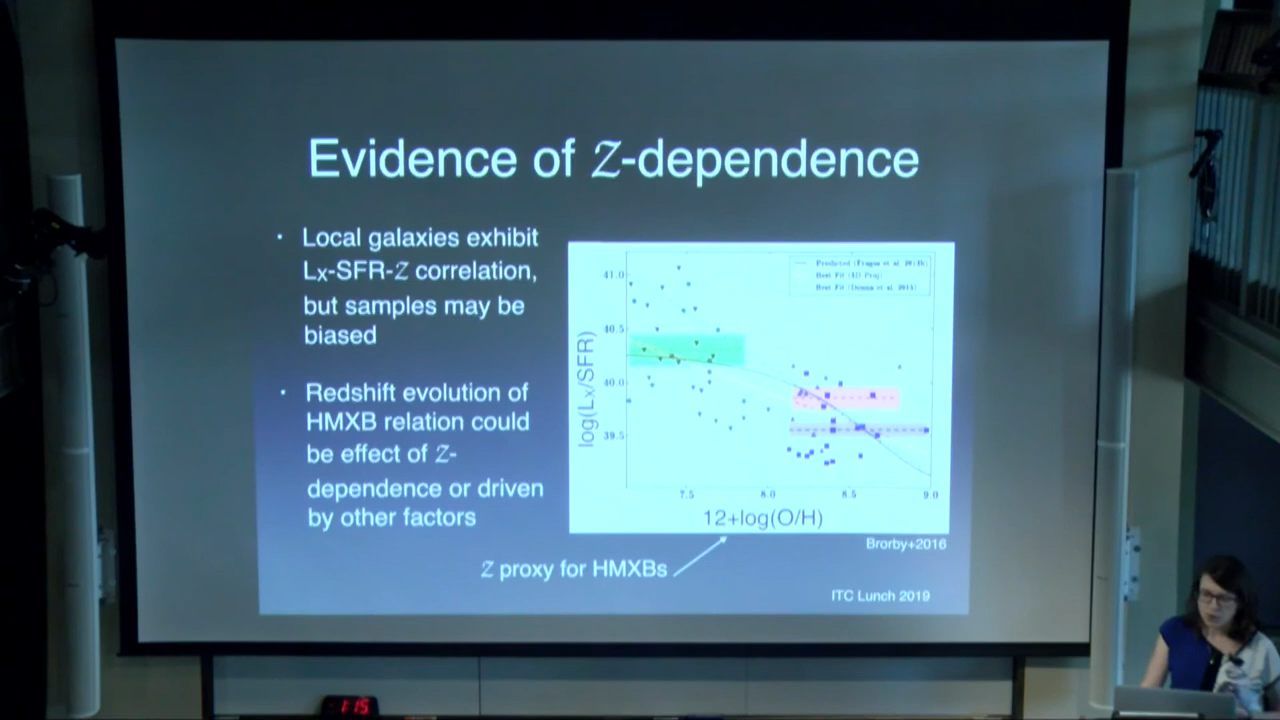 Evidence of Z-dependence
· Local galaxies exhibit
Lx-SFR-Z correlation,
but samples may be
biased
· Redshift evolution of
HMXB relation could
be effect of Z-
dependence or driven
by other factors
41.0
40.5
40.0
39.5
log(Lx/SFR)
7.5 8.0 8.5 9.0
12+log(O/H)
Brorby+2016
Z proxy for HMXBs
ITC Lunch 2019
1:15